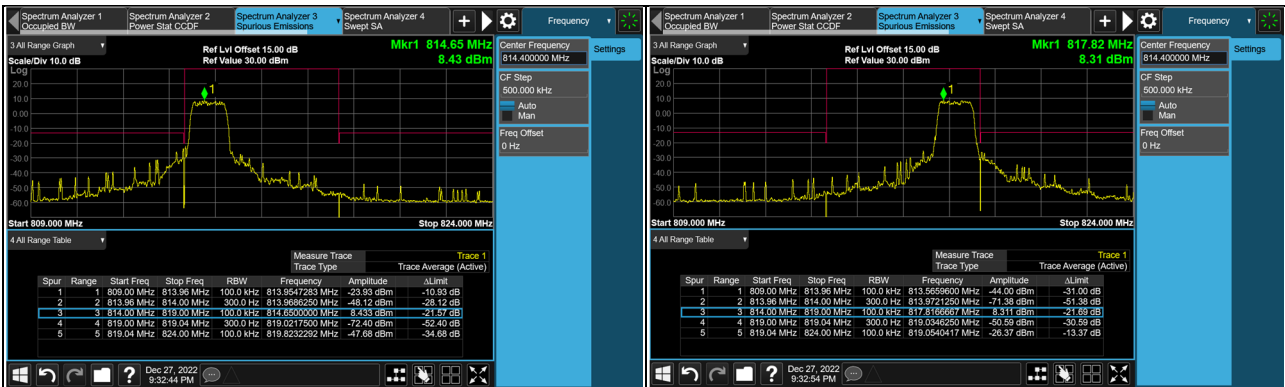 Spectrum Analyzer 1 Spectrum Analyzer 2 Spectrum Analyzer 3 Spectrum Analyzer 4 Frequency
Occupied BW Power Stat CCDF Spurious Emissions Swept SA
3 All Range Graph Ref Lvl Offset 15.00 dB Mkr1 814.65 MHz
Scale/Div 10.0 dB Ref Value 30.00 dBm 8.43 dBm
Log
20.0
10.0
0.00
-10.0
-20.0
-30.0
-40.0
-50.0
-60.0
1
Start 809.000 MHz Stop 824.000 MHz
4 All Range Table
Measure Trace Trace 1
Trace Type Trace Average (Active)
Spur Range Start Freq Stop Freq RBW Frequency Amplitude ΔLimit
1 1 809.00 MHz 813.96 MHz 100.0 kHz 813.9547283 MHz -23.93 dBm -10.93 dB
2 2 813.96 MHz 814.00 MHz 300.0 Hz 813.9686250 MHz -48.12 dBm -28.12 dB
3 3 814.00 MHz 819.00 MHz 100.0 kHz 814.6500000 MHz 8.433 dBm -21.57 dB
4 4 819.00 MHz 819.04 MHz 300.0 Hz 819.0217500 MHz -72.40 dBm -52.40 dB
5 5 819.04 MHz 824.00 MHz 100.0 kHz 819.8232292 MHz -47.68 dBm -34.68 dB
Center Frequency
814.400000 MHz
Settings
CF Step
500.000 kHz
Auto
Man
Freq Offset
0 Hz
?
Dec 27, 2022
9:32:44 PM
Spectrum Analyzer 1 Spectrum Analyzer 2 Spectrum Analyzer 3 Spectrum Analyzer 4 Frequency
Occupied BW Power Stat CCDF Spurious Emissions Swept SA
3 All Range Graph Ref Lvl Offset 15.00 dB Mkr1 817.82 MHz
Scale/Div 10.0 dB Ref Value 30.00 dBm 8.31 dBm
Log
20.0
10.0
0.00
-10.0
-20.0
-30.0
-40.0
-50.0
-60.0
1
Start 809.000 MHz Stop 824.000 MHz
4 All Range Table
Measure Trace Trace 1
Trace Type Trace Average (Active)
Spur Range Start Freq Stop Freq RBW Frequency Amplitude ΔLimit
1 1 809.00 MHz 813.96 MHz 100.0 kHz 813.5659600 MHz -44.00 dBm -31.00 dB
2 2 813.96 MHz 814.00 MHz 300.0 Hz 813.9721250 MHz -71.38 dBm -51.38 dB
3 3 814.00 MHz 819.00 MHz 100.0 kHz 817.8166667 MHz 8.311 dBm -21.69 dB
4 4 819.00 MHz 819.04 MHz 300.0 Hz 819.0346250 MHz -50.59 dBm -30.59 dB
5 5 819.04 MHz 824.00 MHz 100.0 kHz 819.0540417 MHz -26.37 dBm -13.37 dB
Center Frequency
814.400000 MHz
Settings
CF Step
500.000 kHz
Auto
Man
Freq Offset
0 Hz
?
Dec 27, 2022
9:32:54 PM